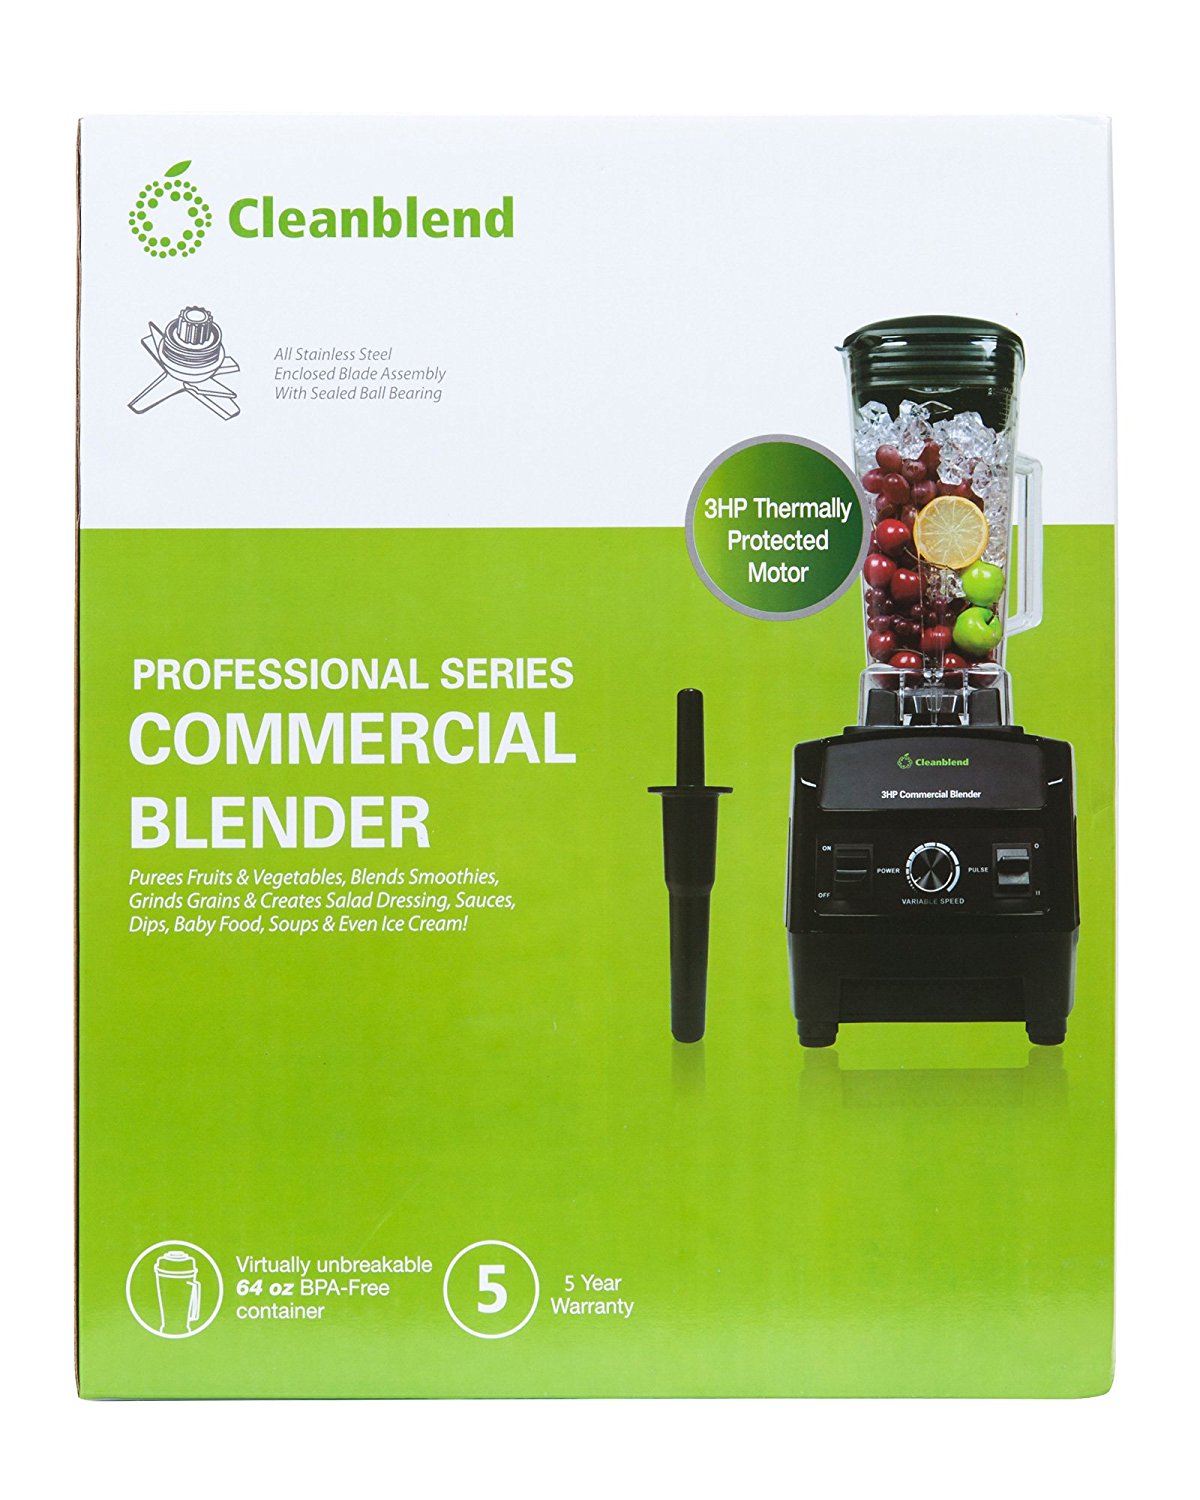 Cleanblend
All Stainless Steel
Enclosed Blade Assembly
With Sealed Ball Bearing
3HP Thermally
Protected
Motor
PROFESSIONAL SERIES
COMMERCIAL
BLENDER
Purees Fruits & Vegetables, Blends Smoothies,
Grinds Grains & Creates Salad Dressing, Sauces,
Dips, Baby Food, Soups & Even Ice Cream!
Cleanblend
3HP Commercial Blender
ON
O
POWER
PULSE
OFF
II
VARIABLE SPEED
Virtually unbreakable
64 oz BPA-Free
container
5
5 Year
Warranty